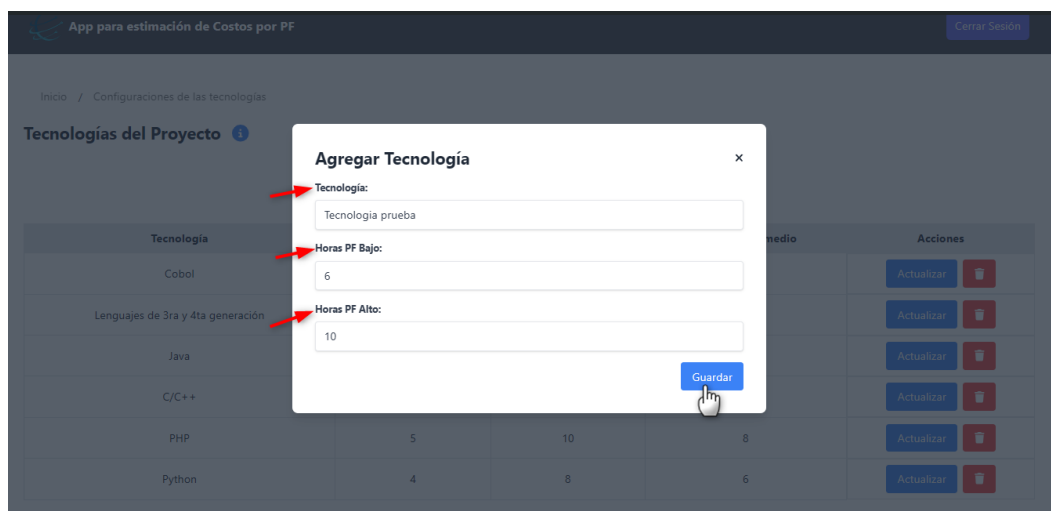 App para estimación de Costos por PF
Cerrar Sesión
Inicio / Configuraciones de las tecnologías
Tecnologías del Proyecto i
Agregar Tecnología ×
Tecnología:
Tecnologia prueba
Horas PF Bajo:
6
Horas PF Alto:
10
Guardar
Tecnología medio Acciones
Cobol Actualizar
Lenguajes de 3ra y 4ta generación Actualizar
Java Actualizar
C/C++ Actualizar
PHP 5 10 8 Actualizar
Python 4 8 6 Actualizar